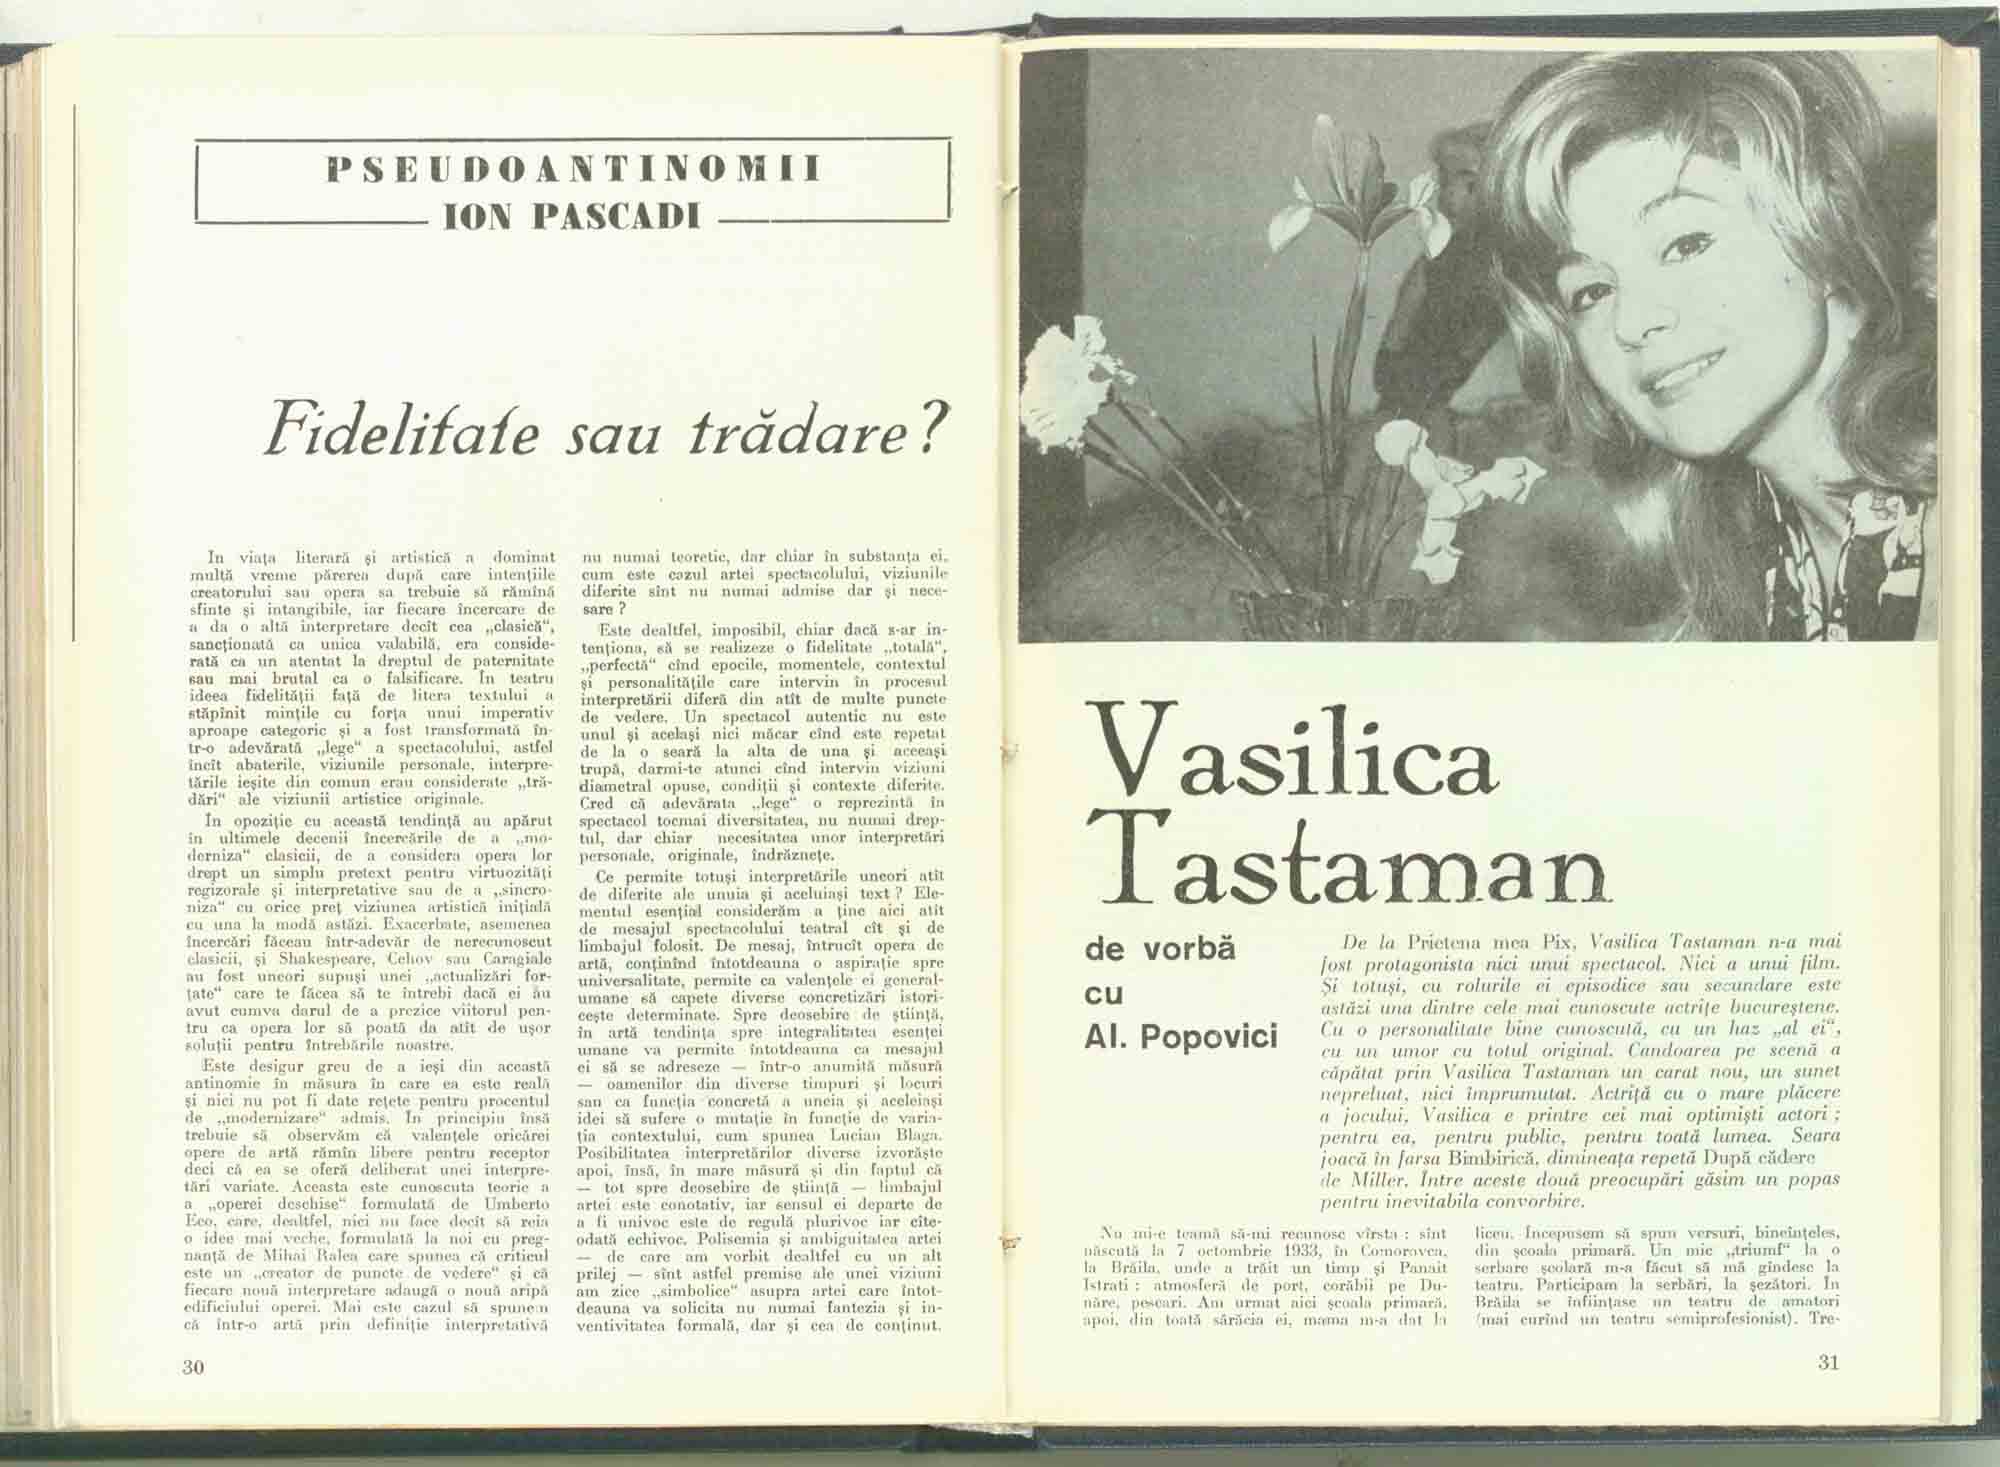 PSEUDOANTINOMII
ION PASCADI
Fidelitate sau trădare?
In viața literară și artistică a dominat
multă vreme părerea după care intențiile
creatorului sau opera sa trebuie să rămînă
sfinte și intangibile, iar fiecare încercare de
a da o altă interpretare decît cea „clasică“,
sancționată ca unica valabilă, era conside-
rată ca un atentat la dreptul de paternitate
sau mai brutal ca o falsificare. In teatru
ideea fidelității față de litera textului a
stăpînit mințile cu forța unui imperativ
aproape categoric și a fost transformată în-
tr-o adevărată „lege“ a spectacolului, astfel
încît abaterile, viziunile personale, interpre-
tările ieșite din comun erau considerate „tră-
dări“ ale viziunii artistice originale.
In opoziție cu această tendință au apărut
în ultimele decenii încercările de a „mo-
derniza“ clasicii, de a considera opera lor
drept un simplu pretext pentru virtuozități
regizorale și interpretative sau de a „sincro-
niza“ cu orice preț viziunea artistică inițială
cu una la modă astăzi. Exacerbate, asemenea
încercări făceau într-adevăr de nerecunoscut
clasicii, și Shakespeare, Cehov sau Caragiale
au fost uneori supuși unei „actualizări for-
țate“ care te făcea să te întrebi dacă ei au
avut cumva darul de a prezice viitorul pen-
tru ca opera lor să poată da atît de ușor
soluții pentru întrebările noastre.
Este desigur greu de a ieși din această
antinomie în măsura în care ea este reală
și nici nu pot fi date rețete pentru procentul
de „modernizare“ admis. In principiu însă
trebuie să observăm că valențele oricărei
opere de artă rămîn libere pentru receptor
deci că ea se oferă deliberat unei interpre-
tări variate. Aceasta este cunoscuta teorie a
a „operei deschise“ formulată de Umberto
Eco, care, dealtfel, nici nu face decît să reia
o idee mai veche, formulată la noi cu preg-
nanță de Mihai Ralea care spunea că criticul
este un „creator de puncte de vedere“ și că
fiecare nouă interpretare adaugă o nouă aripă
edificiului operei. Mai este cazul să spunem
că într-o artă prin definiție interpretativă
nu numai teoretic, dar chiar în substanța ei,
cum este cazul artei spectacolului, viziunile
diferite sînt nu numai admise dar și nece-
sare ?
Este dealtfel, imposibil, chiar dacă s-ar in-
tenționa, să se realizeze o fidelitate „totală“,
„perfectă“ cînd epocile, momentele, contextul
și personalitățile care intervin în procesul
interpretării diferă din atît de multe puncte
de vedere. Un spectacol autentic nu este
unul și același nici măcar cînd este repetat
de la o seară la alta de una și aceeași
trupă, darmi-te atunci cînd intervin viziuni
diametral opuse, condiții și contexte diferite.
Cred că adevărata „lege“ o reprezintă în
spectacol tocmai diversitatea, nu numai drep-
tul, dar chiar necesitatea unor interpretări
personale, originale, îndrăznețe.
Ce permite totuși interpretările uneori atît
de diferite ale unuia și aceluiași text ? Ele-
mentul esențial considerăm a ține aici atît
de mesajul spectacolului teatral cît și de
limbajul folosit. De mesaj, întrucît opera de
artă, conținînd întotdeauna o aspirație spre
universalitate, permite ca valențele ei general-
umane să capete diverse concretizări istori-
cește determinate. Spre deosebire de știință,
în artă tendința spre integralitatea esenței
umane va permite întotdeauna ca mesajul
ei să se adreseze — într-o anumită măsură
— oamenilor din diverse timpuri și locuri
sau ca funcția concretă a uneia și aceleiași
idei să sufere o mutație în funcție de varia-
ția contextului, cum spunea Lucian Blaga.
Posibilitatea interpretărilor diverse izvorăște
apoi, însă, în mare măsură și din faptul că
— tot spre deosebire de știință — limbajul
artei este conotativ, iar sensul ei departe de
a fi univoc este de regulă plurivoc iar cîte-
odată echivoc. Polisemia și ambiguitatea artei
— de care am vorbit dealtfel cu un alt
prilej — sînt astfel premise ale unei viziuni
am zice „simbolice“ asupra artei care întot-
deauna va solicita nu numai fantezia și in-
ventivitatea formală, dar și cea de conținut.
30
Vasilica
Tastaman
de vorbă
cu
Al. Popovici
De la Prietena mea Pix, Vasilica Tastaman n-a mai
fost protagonista nici unui spectacol. Nici a unui film.
Și totuși, cu rolurile ei episodice sau secundare este
astăzi una dintre cele mai cunoscute actrițe bucureștene.
Cu o personalitate bine cunoscută, cu un haz „al ei“,
cu un umor cu totul original. Candoarea pe scenă a
căpătat prin Vasilica Tastaman un carat nou, un sunet
nepreluat, nici împrumutat. Actriță cu o mare plăcere
a jocului, Vasilica e printre cei mai optimiști actori ;
pentru ea, pentru public, pentru toată lumea. Seara
joacă în farsa Bimbirică, dimineața repetă După cădere
de Miller. Intre aceste două preocupări găsim un popas
pentru inevitabila convorbire.
Nu mi-e teamă să-mi recunosc vîrsta : sînt
născută la 7 octombrie 1933, în Comorovca,
la Brăila, unde a trăit un timp și Panait
Istrati : atmosferă de port, corăbii pe Du-
năre, pescari. Am urmat aici școala primară,
apoi, din toată sărăcia ei, mama m-a dat la
liceu. Incepusem să spun versuri, bineînțeles,
din școala primară. Un mic „triumf“ la o
serbare școlară m-a făcut să mă gîndesc la
teatru. Participam la serbări, la șezători. In
Brăila se înființase un teatru de amatori
(mai curînd un teatru semiprofesionist). Tre-
31